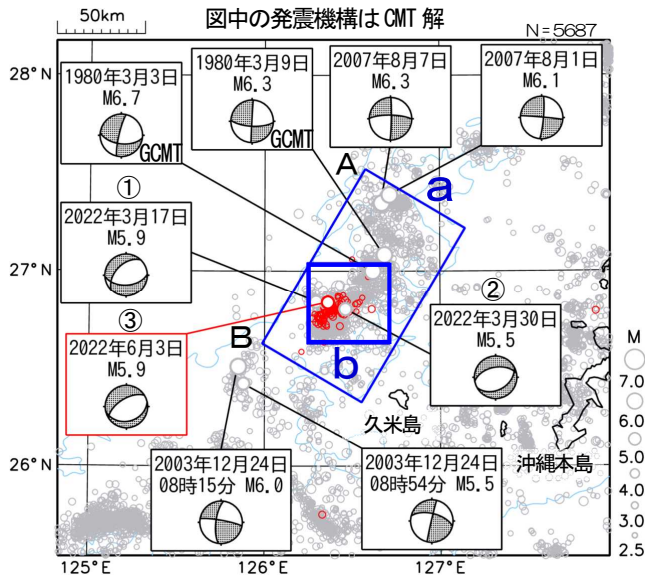 50km
図中の発震機構は CMT 解
N=5687
28°N
1980年3月3日
M6.7
GCMT
1980年3月9日
M6.3
GCMT
2007年8月7日
M6.3
2007年8月1日
M6.1
A
a
①
2022年3月17日
M5.9
27°N
②
2022年3月30日
M5.5
③
2022年6月3日
M5.9
B
b
久米島
沖縄本島
26°N
2003年12月24日
08時15分 M6.0
2003年12月24日
08時54分 M5.5
M
7.0
6.0
5.0
4.0
3.0
2.5
125°E
126°E
127°E